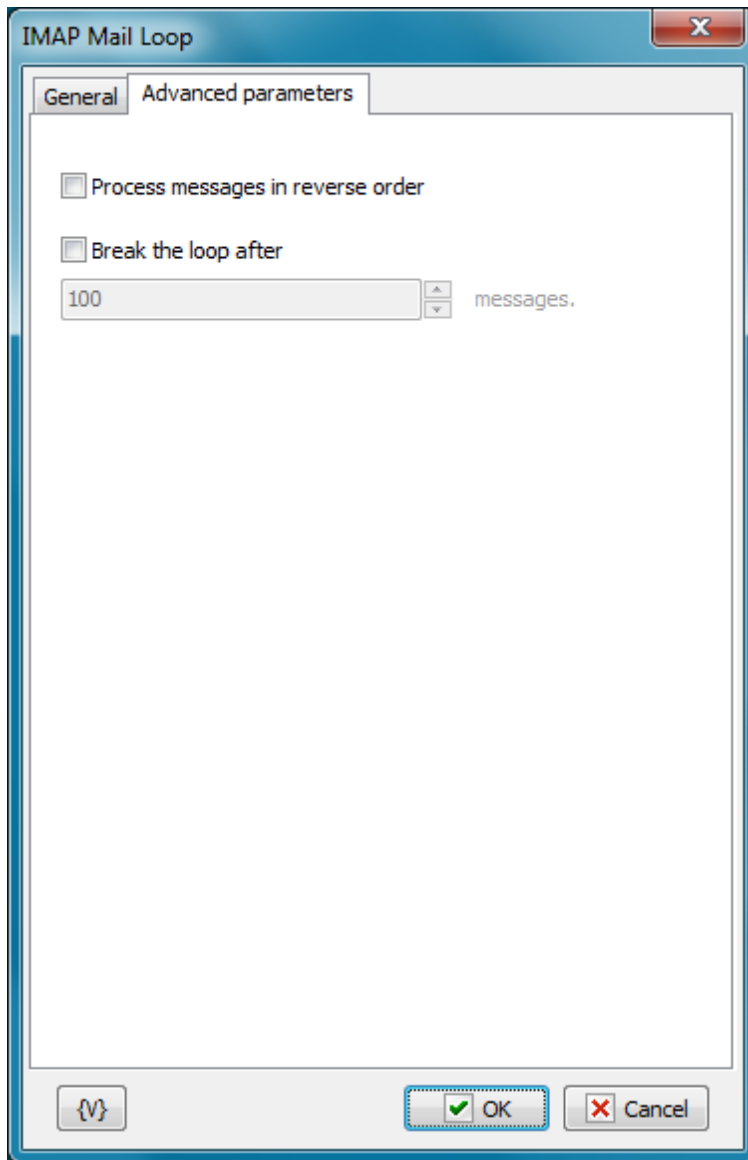 IMAP Mail Loop
General Advanced parameters
Process messages in reverse order
Break the loop after
100 messages.
{V} OK Cancel